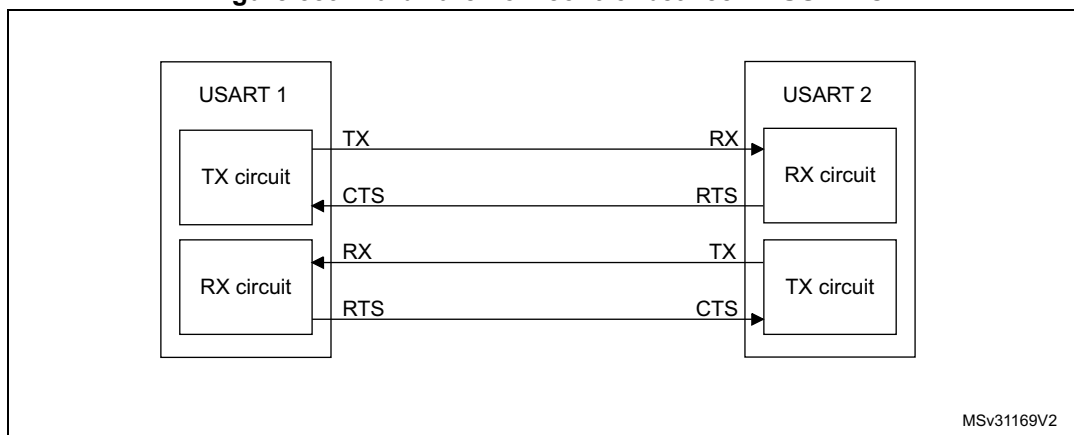 USART 1
USART 2
TX circuit
TX
RX
RX circuit
CTS
RTS
RX circuit
RX
TX
TX circuit
RTS
CTS
MSv31169V2